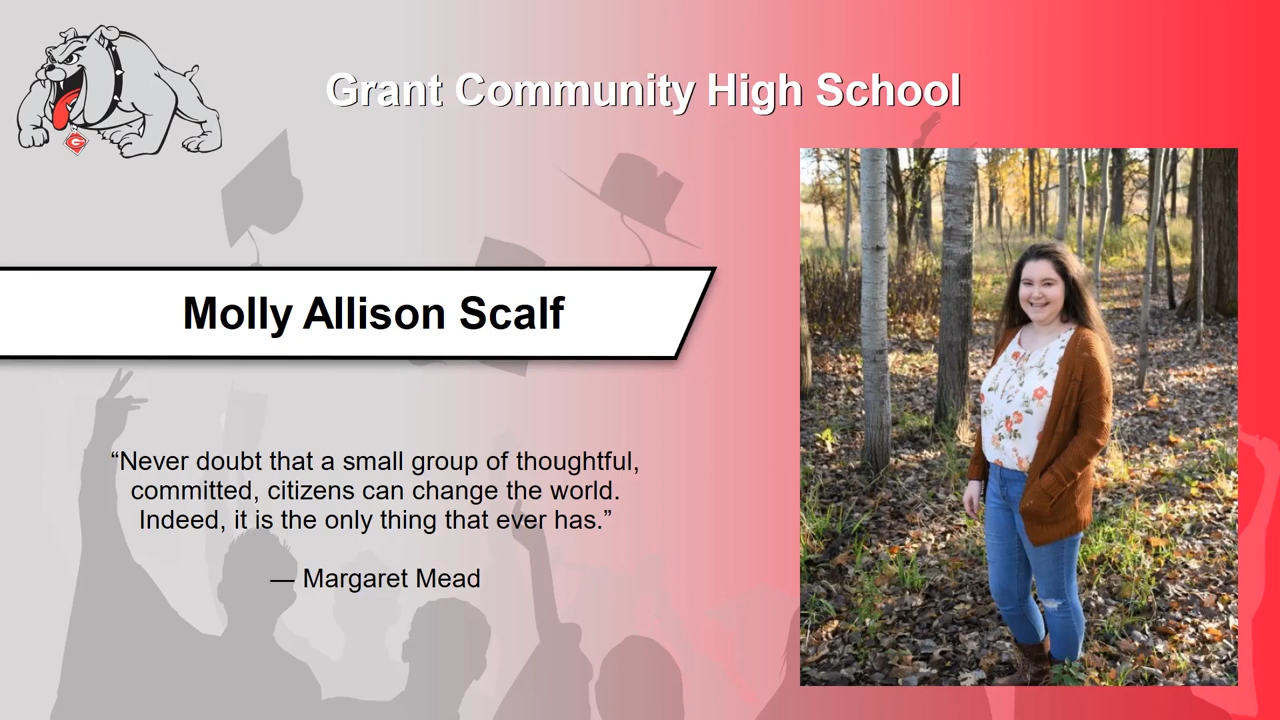 Grant Community High School
G
Molly Allison Scalf
“Never doubt that a small group of thoughtful,
committed, citizens can change the world.
Indeed, it is the only thing that ever has.”
— Margaret Mead